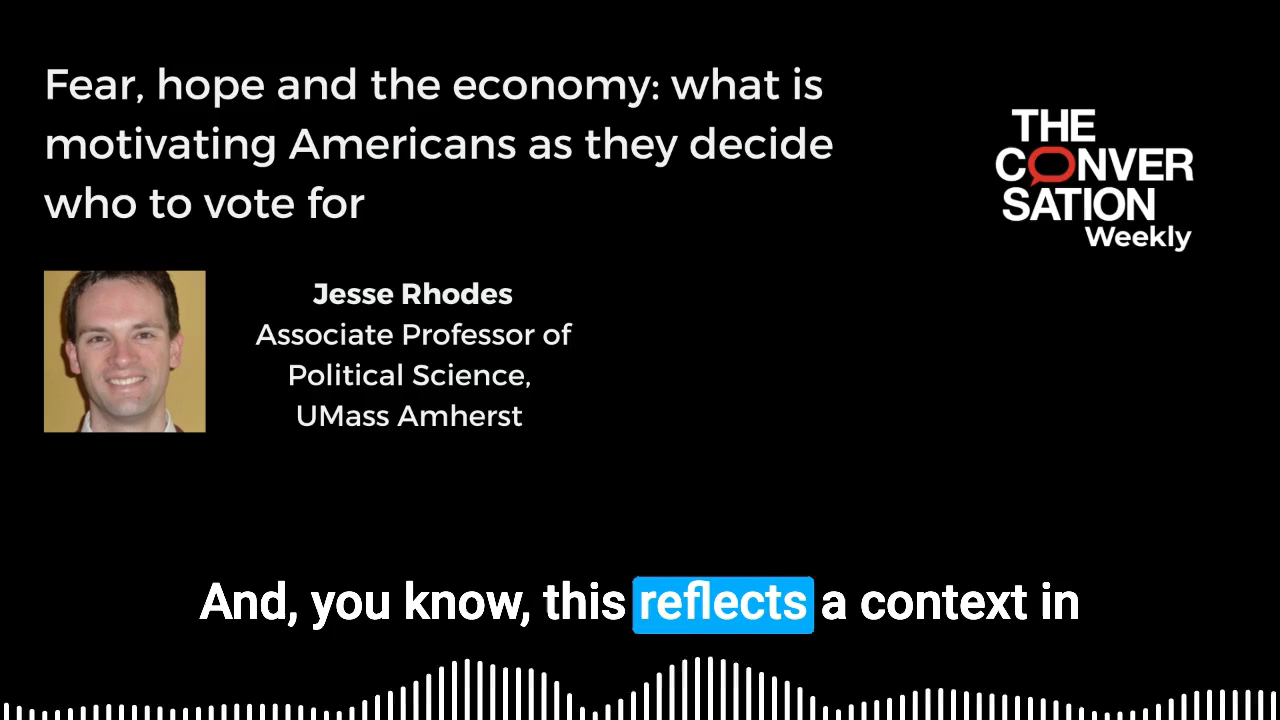 Fear, hope and the economy: what is
motivating Americans as they decide
who to vote for
THE
CONVER
SATION
Weekly
Jesse Rhodes
Associate Professor of
Political Science,
UMass Amherst
And, you know, this reflects a context in